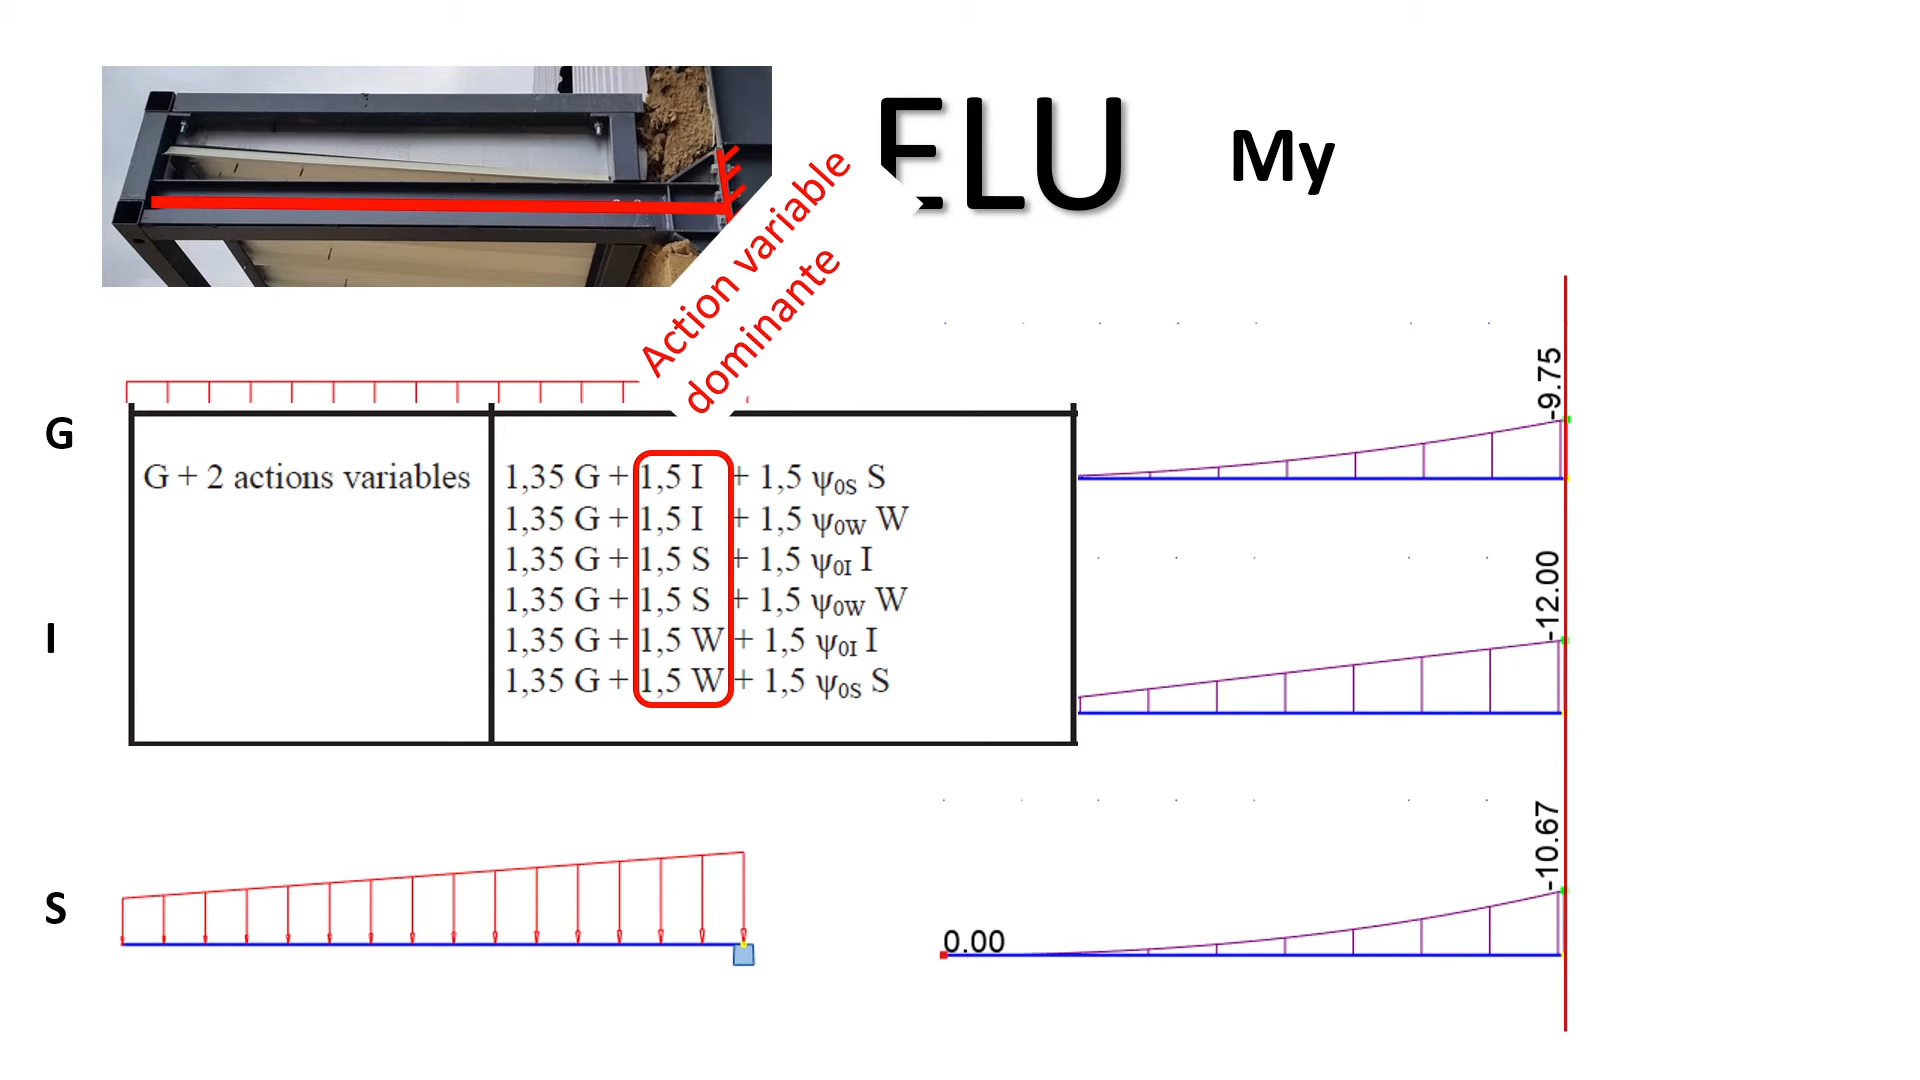 ELU
My
Action variable
dominante
G
G + 2 actions variables
1,35 G + 1,5 I + 1,5 ψ0S S
1,35 G + 1,5 I + 1,5 ψ0W W
1,35 G + 1,5 S + 1,5 ψ0I I
1,35 G + 1,5 S + 1,5 ψ0W W
1,35 G + 1,5 W + 1,5 ψ0I I
1,35 G + 1,5 W + 1,5 ψ0S S
-9.75
I
-12.00
S
0.00
-10.67